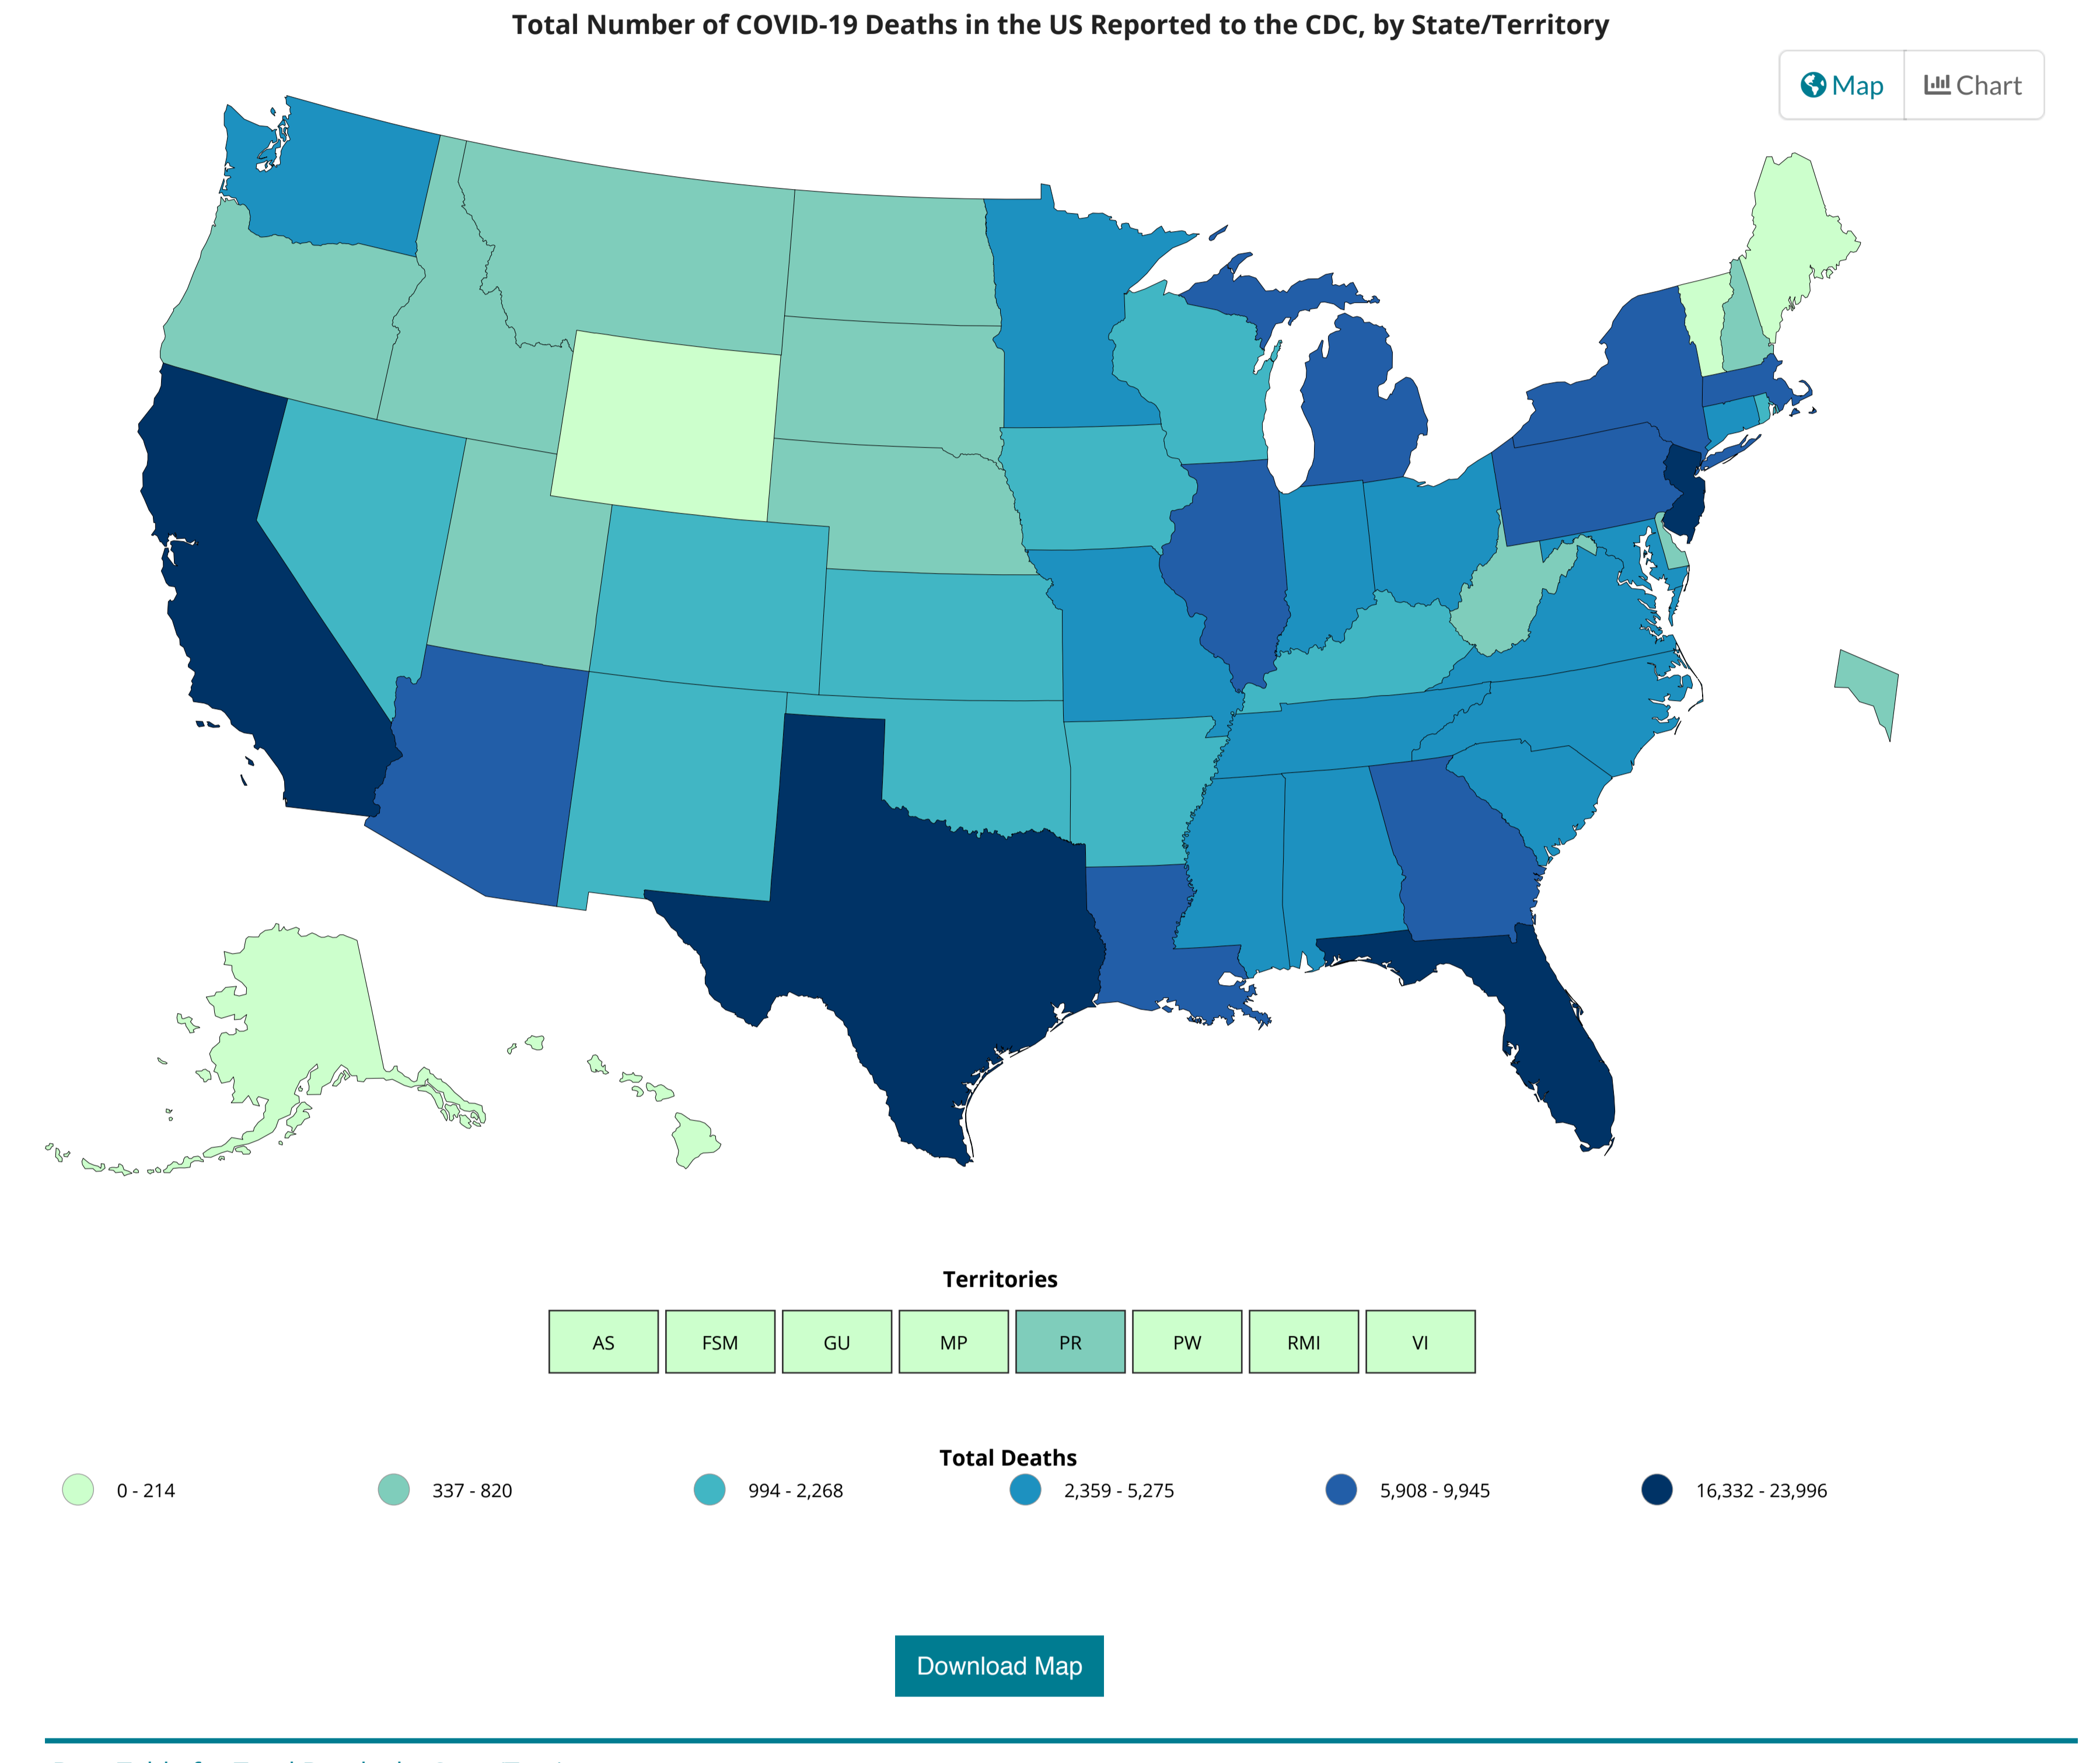 Total Number of COVID-19 Deaths in the US Reported to the CDC, by State/Territory
Map
Chart
Territories
AS
FSM
GU
MP
PR
PW
RMI
VI
Total Deaths
0 - 214
337 - 820
994 - 2,268
2,359 - 5,275
5,908 - 9,945
16,332 - 23,996
Download Map